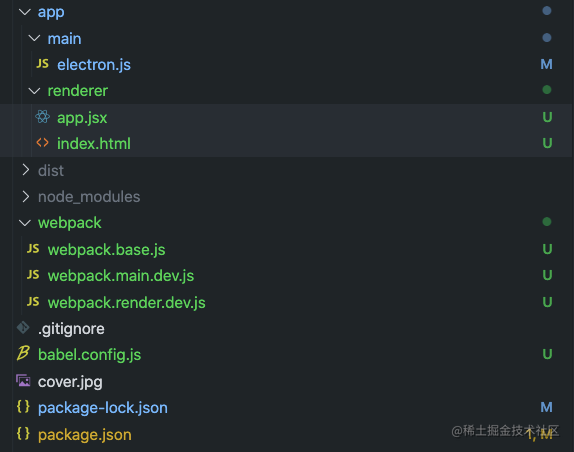 app
main
JS electron.js M
renderer
app.jsx U
index.html U
dist
node_modules
webpack
JS webpack.base.js U
JS webpack.main.dev.js U
JS webpack.render.dev.js U
.gitignore
babel.config.js U
cover.jpg
{ } package-lock.json M
{ } package.json 1, M
@稀土掘金技术社区